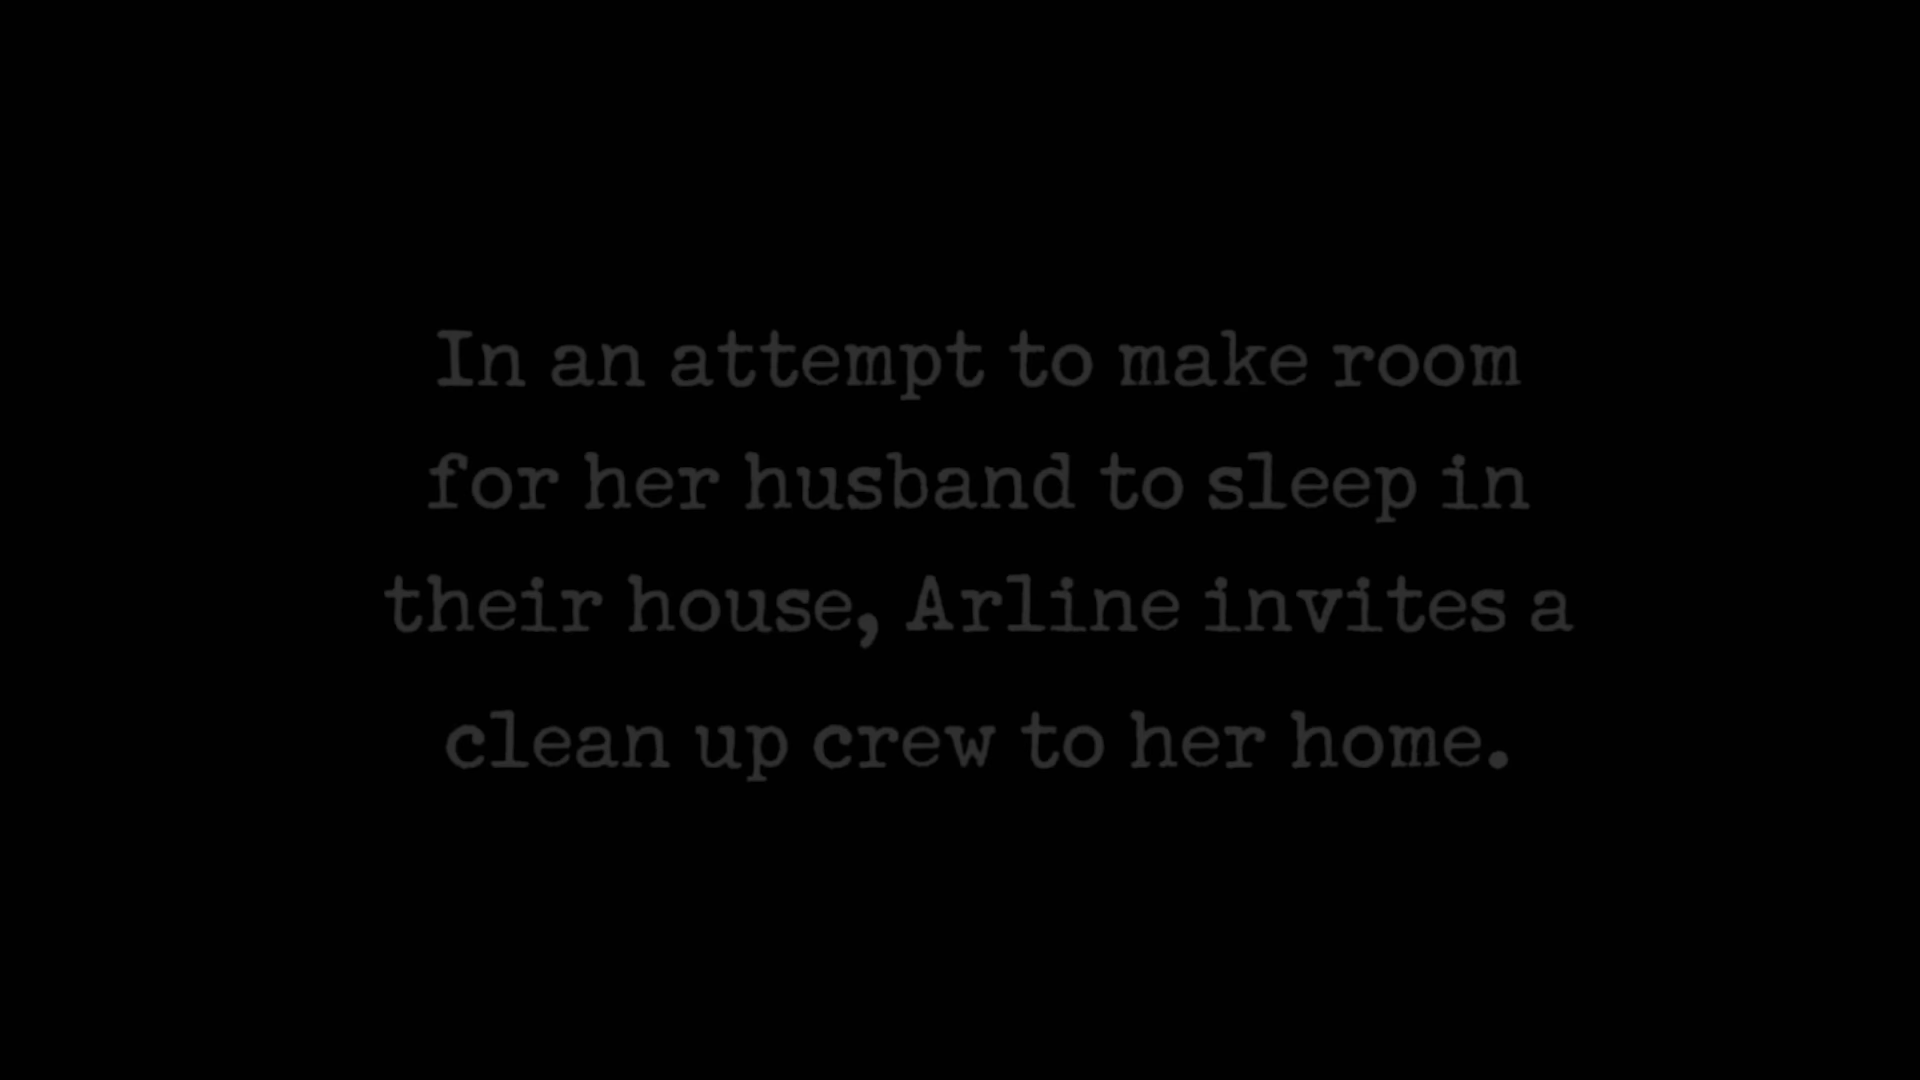 In an attempt to make room
for her husband to sleep in
their house, Arline invites a
clean up crew to her home.